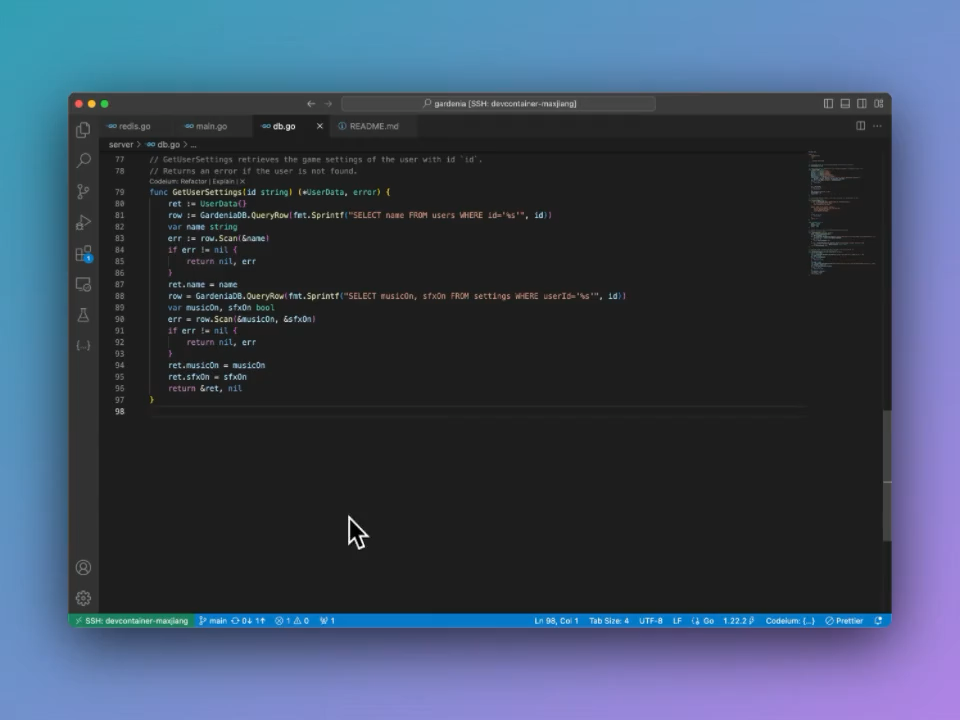 gardenia [SSH: devcontainer-maxjiang]
redis.go main.go db.go README.md
server > db.go > ...
77 // GetUserSettings retrieves the game settings of the user with id `id`.
78 // Returns an error if the user is not found.
Codeium: Refactor | Explain | X
79 func GetUserSettings(id string) (*UserData, error) {
80 ret := UserData{}
81 row := GardeniaDB.QueryRow(fmt.Sprintf("SELECT name FROM users WHERE id='%s'", id))
82 var name string
83 err := row.Scan(&name)
84 if err != nil {
85 return nil, err
86 }
87 ret.name = name
88 row = GardeniaDB.QueryRow(fmt.Sprintf("SELECT musicOn, sfxOn FROM settings WHERE userId='%s'", id))
89 var musicOn, sfxOn bool
90 err = row.Scan(&musicOn, &sfxOn)
91 if err != nil {
92 return nil, err
93 }
94 ret.musicOn = musicOn
95 ret.sfxOn = sfxOn
96 return &ret, nil
97 }
98
1
SSH: devcontainer-maxjiang main 0↓ 1↑ 1 0 1 Ln 98, Col 1 Tab Size: 4 UTF-8 LF Go 1.22.2 Codeium: {...} Prettier